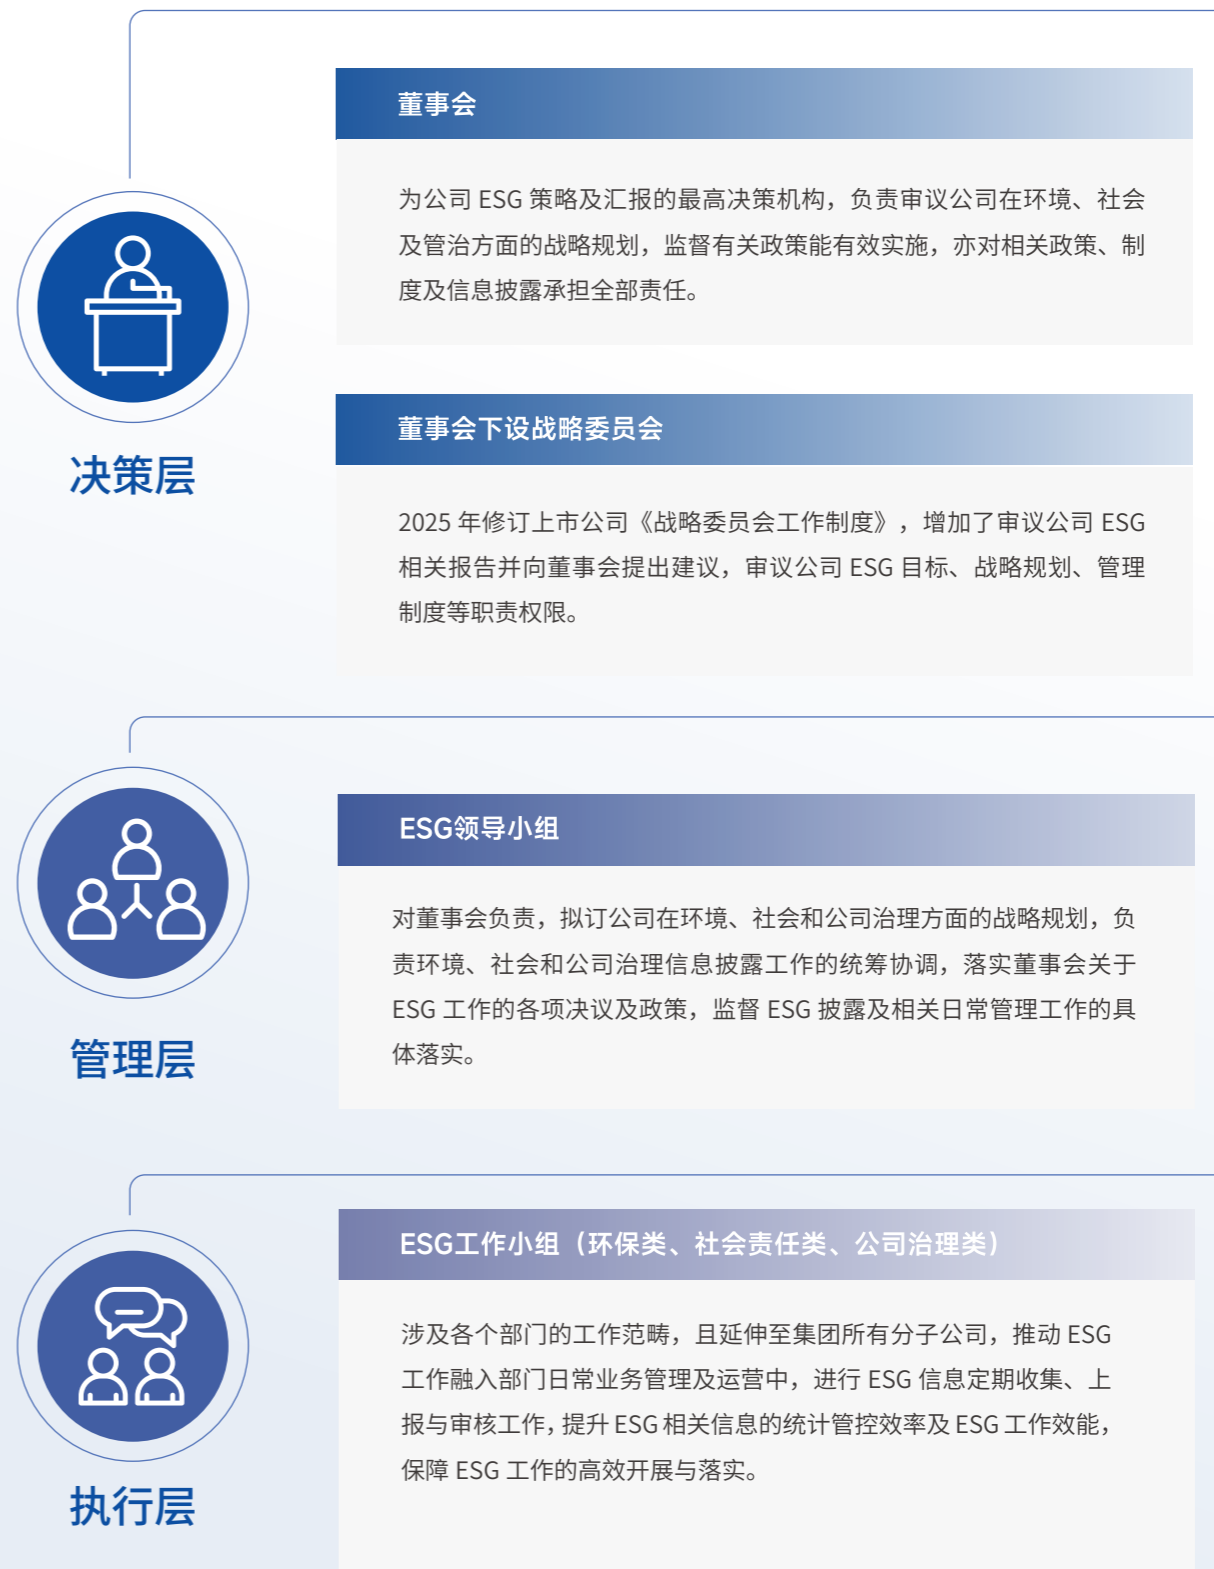 董事会
为公司 ESG 策略及汇报的最高决策机构，负责审议公司在环境、社会
及管治方面的战略规划，监督有关政策能有效实施，亦对相关政策、制
度及信息披露承担全部责任。
决策层
董事会下设战略委员会
2025 年修订上市公司《战略委员会工作制度》，增加了审议公司 ESG
相关报告并向董事会提出建议，审议公司 ESG 目标、战略规划、管理
制度等职责权限。
ESG领导小组
对董事会负责，拟订公司在环境、社会和公司治理方面的战略规划，负
责环境、社会和公司治理信息披露工作的统筹协调，落实董事会关于
ESG 工作的各项决议及政策，监督 ESG 披露及相关日常管理工作的具
体落实。
管理层
ESG工作小组（环保类、社会责任类、公司治理类）
涉及各个部门的工作范畴，且延伸至集团所有分子公司，推动 ESG
工作融入部门日常业务管理及运营中，进行 ESG 信息定期收集、上
报与审核工作，提升 ESG 相关信息的统计管控效率及 ESG 工作效能，
保障 ESG 工作的高效开展与落实。
执行层